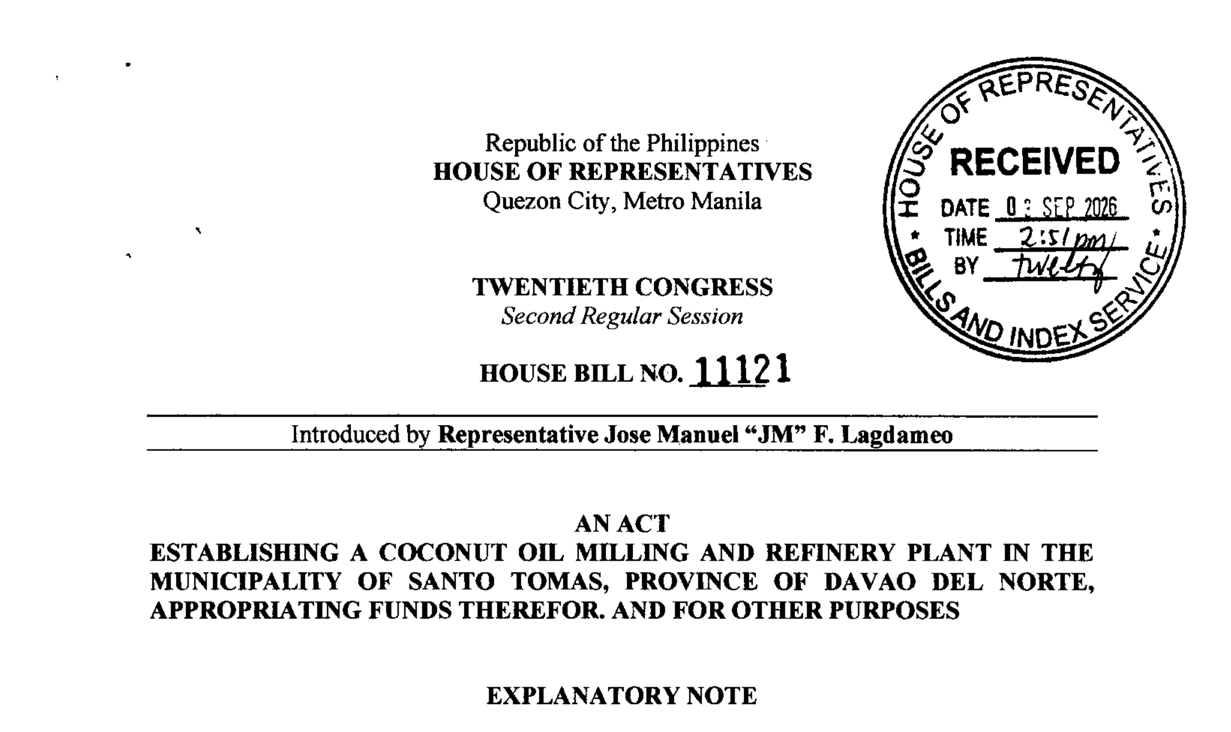 Republic of the Philippines
HOUSE OF REPRESENTATIVES
Quezon City, Metro Manila
HOUSE OF REPRESENTATIVES
RECEIVED
DATE SEP 2026
TIME 2:51 pm
BY
* BILLS AND INDEX SERVICE *
TWENTIETH CONGRESS
Second Regular Session
HOUSE BILL NO. 11121
Introduced by Representative Jose Manuel “JM” F. Lagdameo
AN ACT
ESTABLISHING A COCONUT OIL MILLING AND REFINERY PLANT IN THE
MUNICIPALITY OF SANTO TOMAS, PROVINCE OF DAVAO DEL NORTE,
APPROPRIATING FUNDS THEREFOR. AND FOR OTHER PURPOSES
EXPLANATORY NOTE